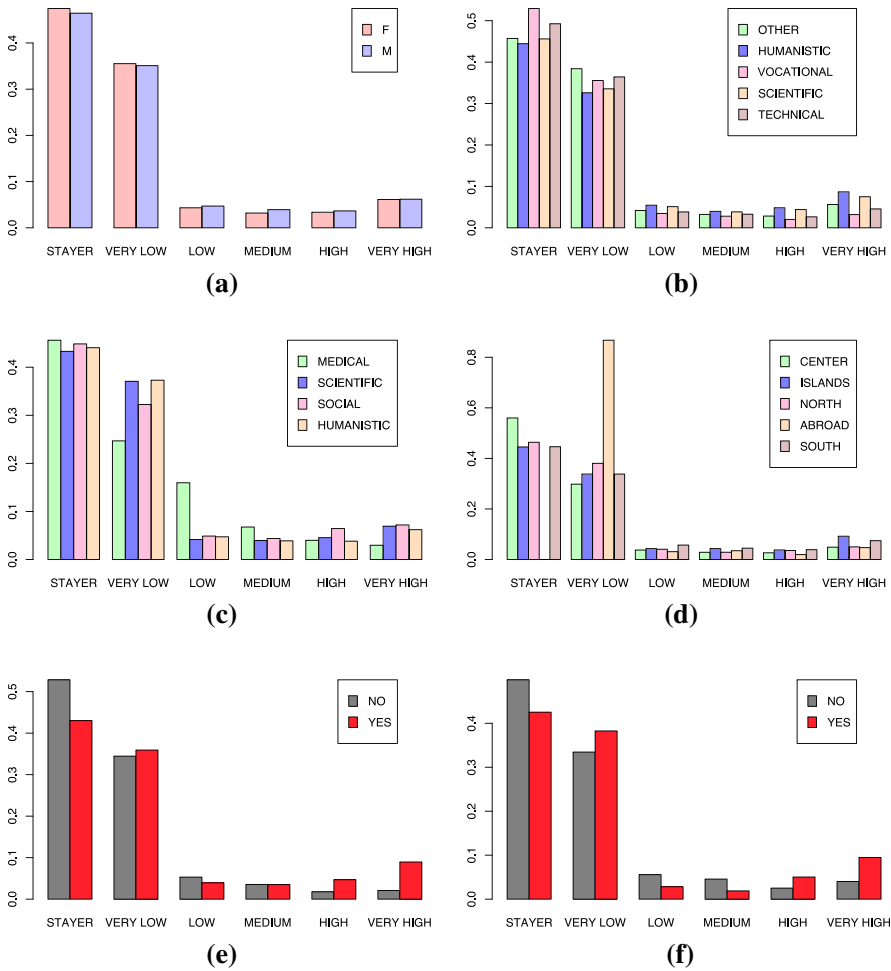 0.0 0.1 0.2 0.3 0.4
F
M
STAYER VERY LOW LOW MEDIUM HIGH VERY HIGH
(a)
0.0 0.1 0.2 0.3 0.4 0.5
OTHER
HUMANISTIC
VOCATIONAL
SCIENTIFIC
TECHNICAL
STAYER VERY LOW LOW MEDIUM HIGH VERY HIGH
(b)
0.0 0.1 0.2 0.3 0.4
MEDICAL
SCIENTIFIC
SOCIAL
HUMANISTIC
STAYER VERY LOW LOW MEDIUM HIGH VERY HIGH
(c)
0.0 0.2 0.4 0.6 0.8
CENTER
ISLANDS
NORTH
ABROAD
SOUTH
STAYER VERY LOW LOW MEDIUM HIGH VERY HIGH
(d)
0.0 0.1 0.2 0.3 0.4 0.5
NO
YES
STAYER VERY LOW LOW MEDIUM HIGH VERY HIGH
(e)
0.0 0.1 0.2 0.3 0.4
NO
YES
STAYER VERY LOW LOW MEDIUM HIGH VERY HIGH
(f)